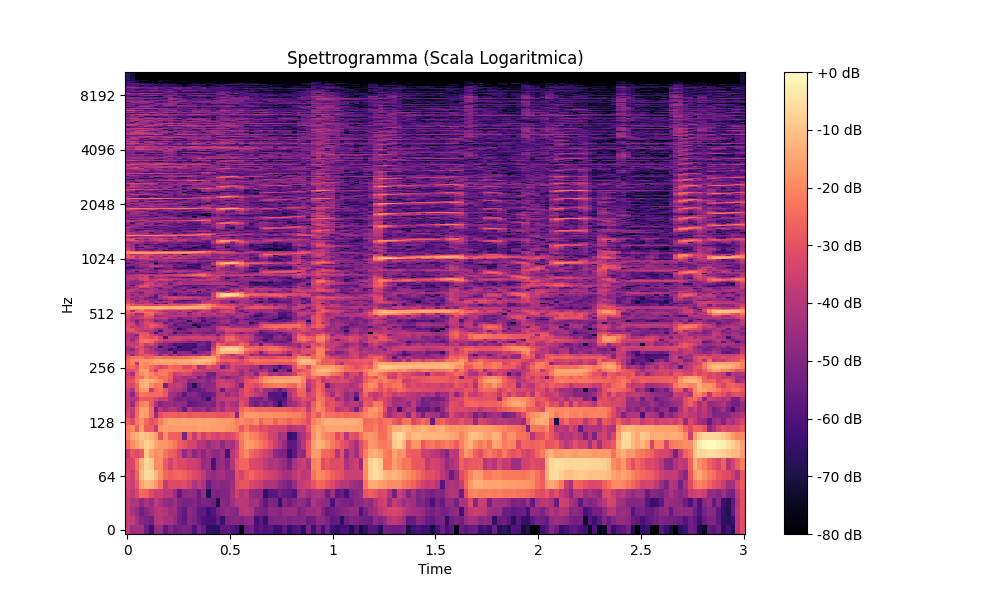 Spettrogramma (Scala Logaritmica)
Hz
8192
4096
2048
1024
512
256
128
64
0
0
0.5
1
1.5
2
2.5
3
Time
+0 dB
-10 dB
-20 dB
-30 dB
-40 dB
-50 dB
-60 dB
-70 dB
-80 dB